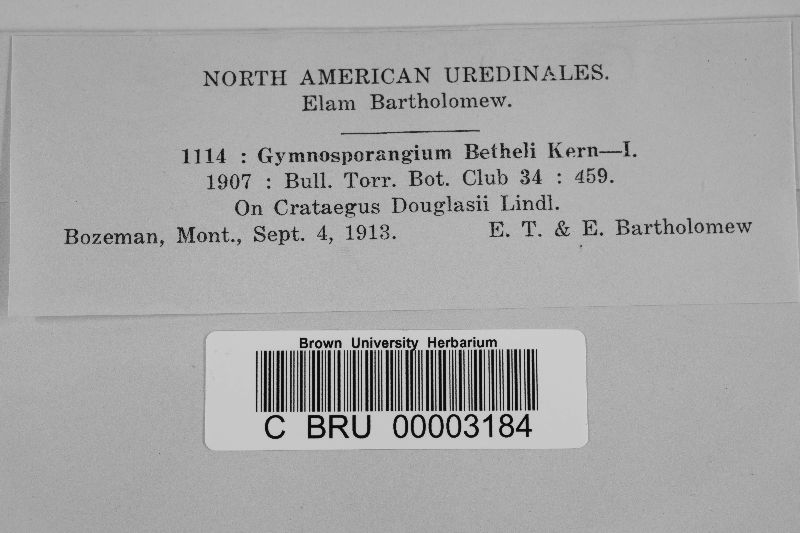 NORTH AMERICAN UREDINALES.
Elam Bartholomew.
1114 : Gymnosporangium Betheli Kern—I.
1907 : Bull. Torr. Bot. Club 34 : 459.
On Crataegus Douglasii Lindl.
Bozeman, Mont., Sept. 4, 1913. E. T. & E. Bartholomew
Brown University Herbarium
C BRU 00003184